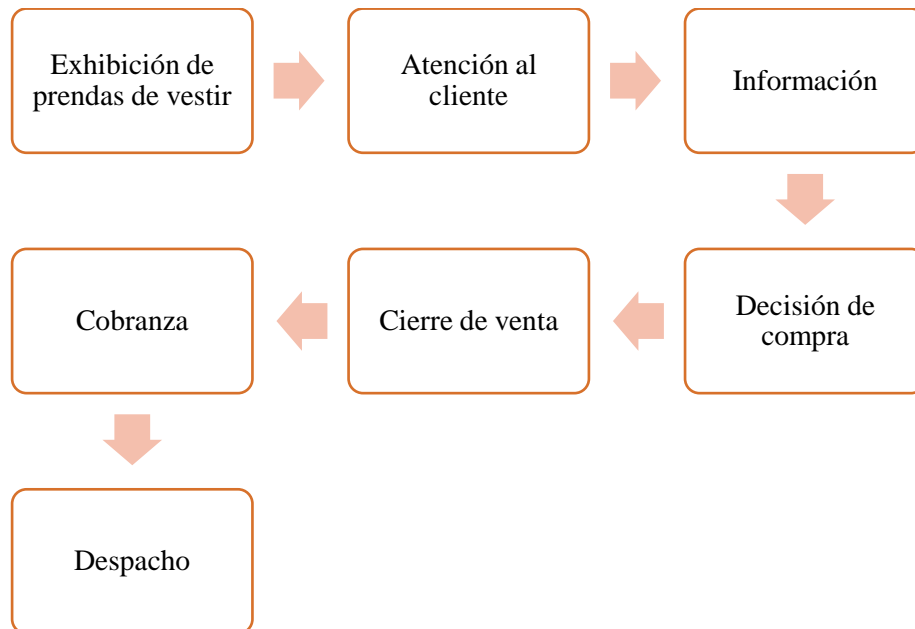 Exhibición de
prendas de vestir
Atención al
cliente
Información
Decisión de
compra
Cierre de venta
Cobranza
Despacho